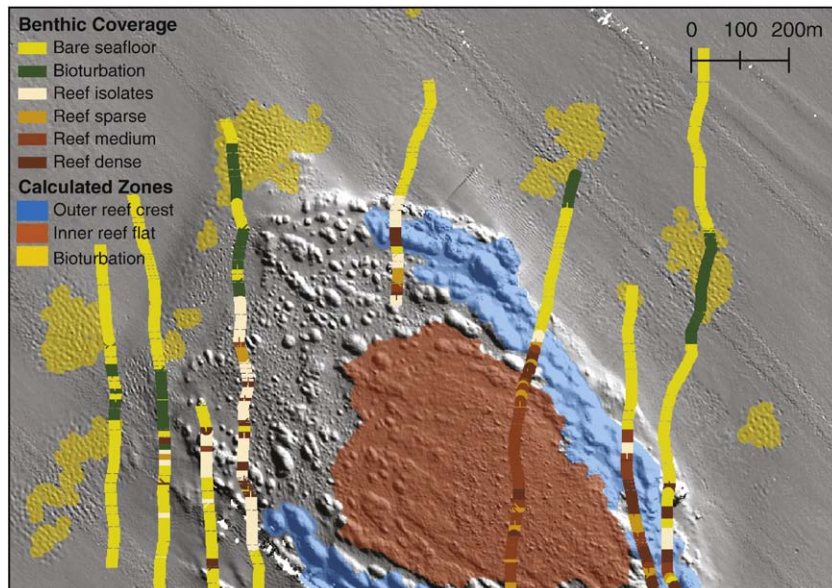 Benthic Coverage
Bare seafloor
Bioturbation
Reef isolates
Reef sparse
Reef medium
Reef dense
Calculated Zones
Outer reef crest
Inner reef flat
Bioturbation
0 100 200m